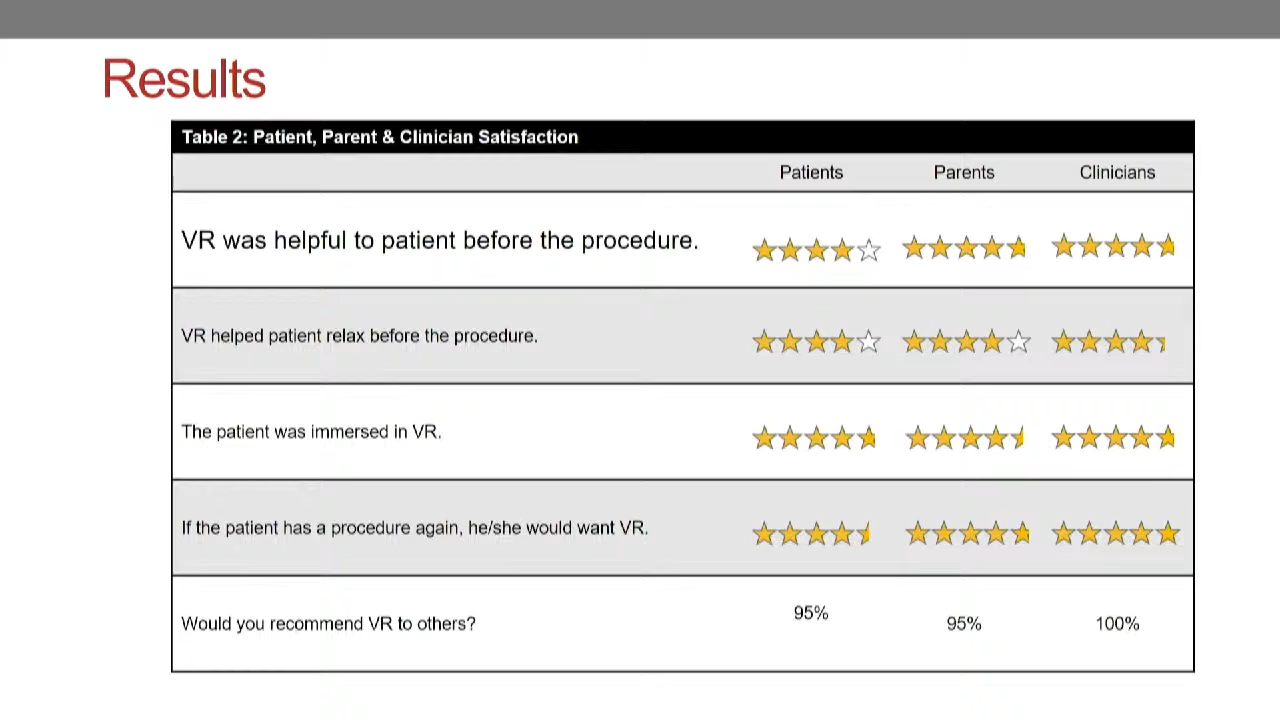 Results
Table 2: Patient, Parent & Clinician Satisfaction
Patients Parents Clinicians
VR was helpful to patient before the procedure.
VR helped patient relax before the procedure.
The patient was immersed in VR.
If the patient has a procedure again, he/she would want VR.
Would you recommend VR to others? 95% 95% 100%